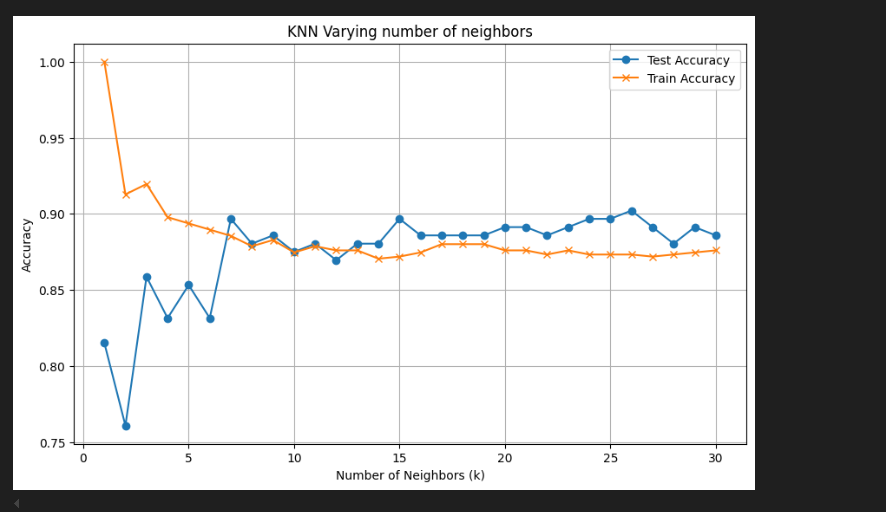 KNN Varying number of neighbors
Test Accuracy
Train Accuracy
1.00
0.95
0.90
0.85
0.80
0.75
Accuracy
0 5 10 15 20 25 30
Number of Neighbors (k)